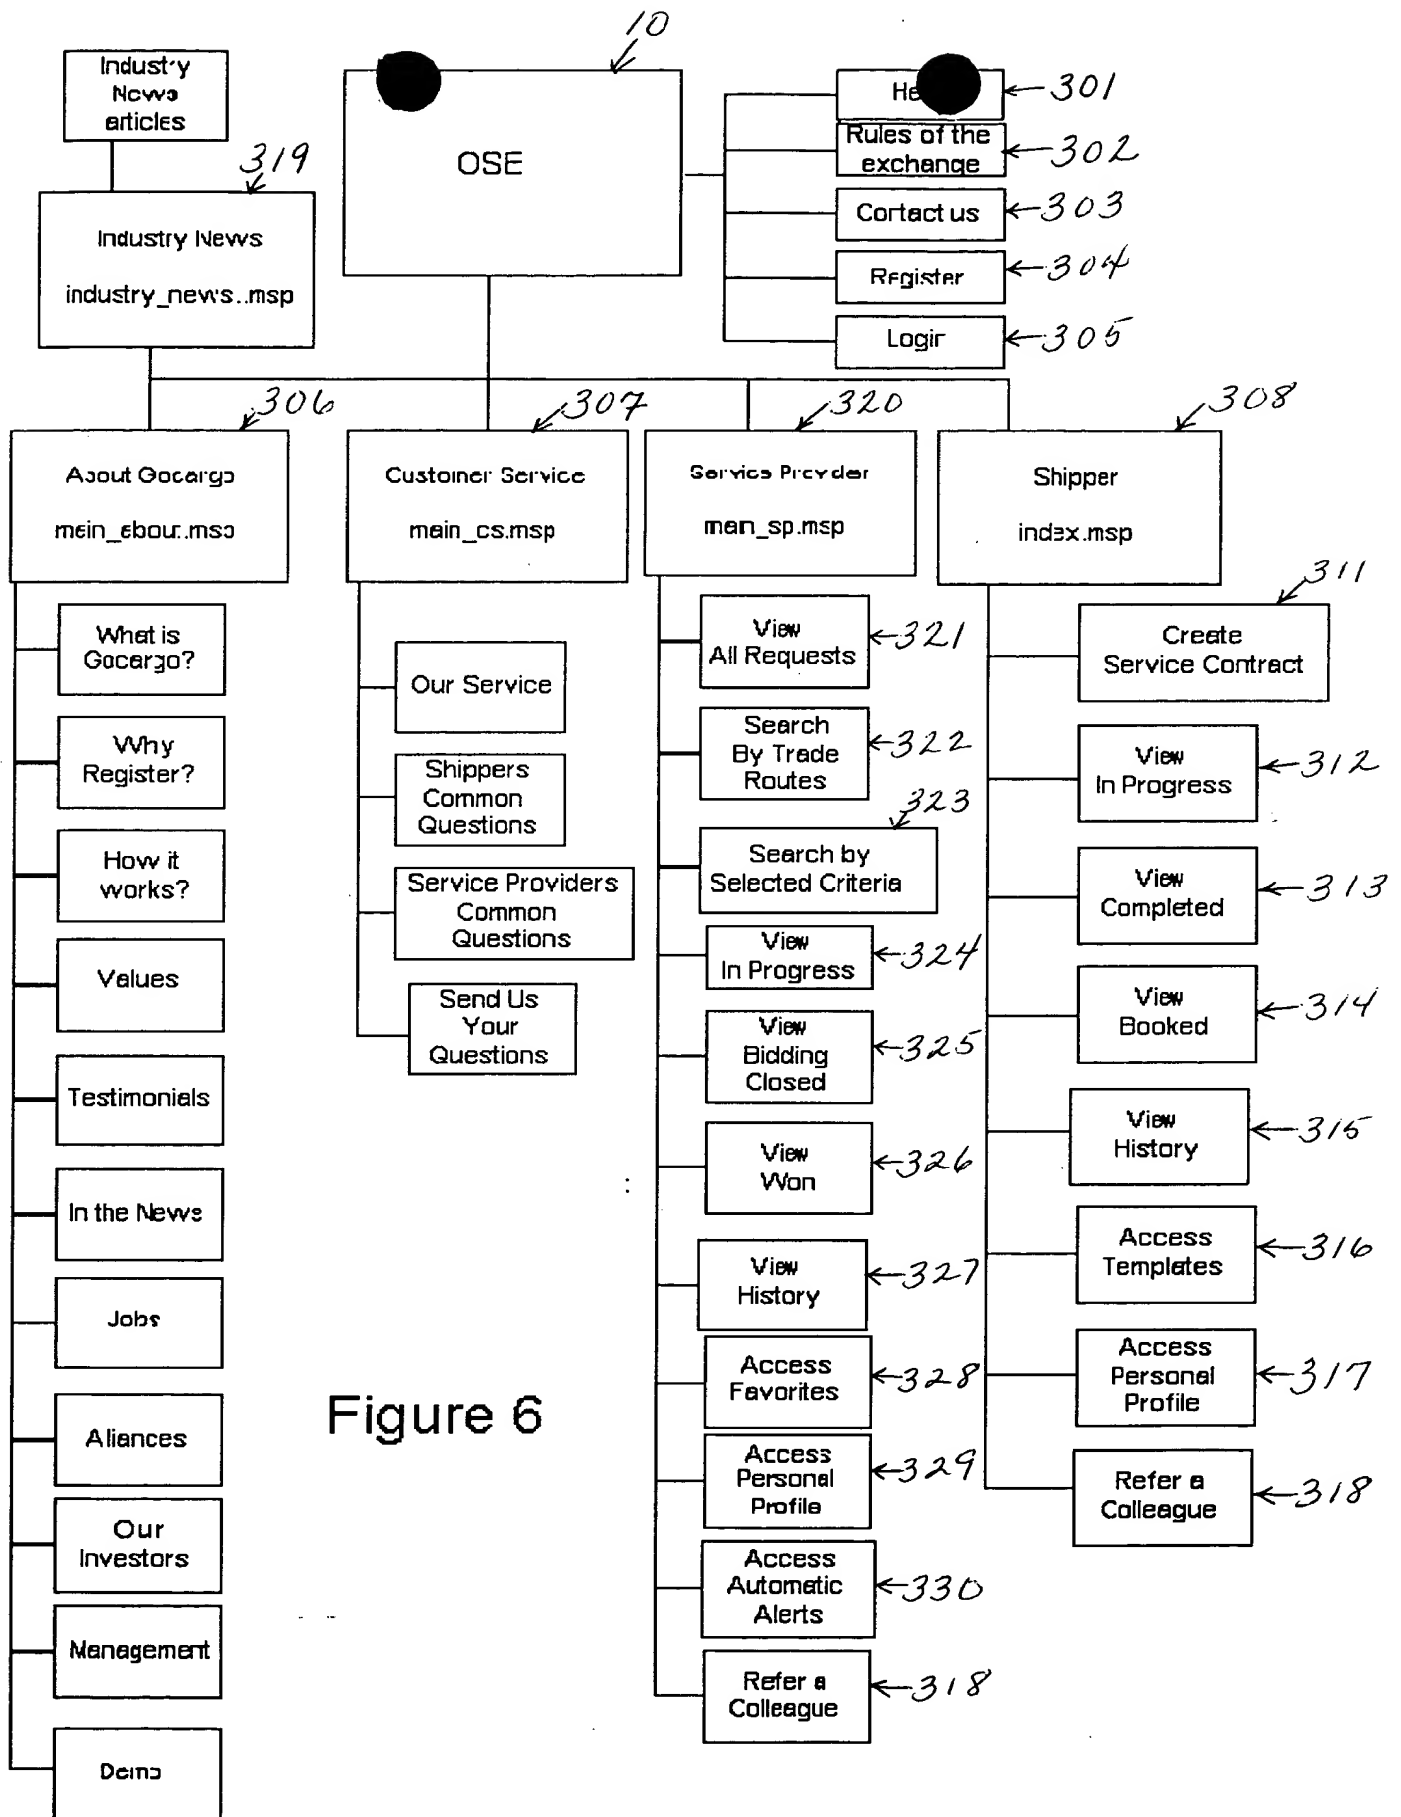 10
Industry
News
articles
319
Industry News
industry_news..msp
OSE
301
Rules of the
exchange
302
Contact us
303
Register
304
Login
305
306
About Gocargo
main_about.msp
307
Customer Service
main_cs.msp
320
Service Provider
main_sp.msp
308
Shipper
index.msp
What is
Gocargo?
Why
Register?
How it
works?
Values
Testimonials
In the News
Jobs
Aliances
Our
Investors
Management
Demo
Our Service
Shippers
Common
Questions
Service Providers
Common
Questions
Send Us
Your
Questions
View
All Requests
321
Search
By Trade
Routes
322
323
Search by
Selected Criteria
View
In Progress
324
View
Bidding
Closed
325
View
Won
326
View
History
327
Access
Favorites
328
Access
Personal
Profile
329
Access
Automatic
Alerts
330
Refer a
Colleague
318
311
Create
Service Contract
View
In Progress
312
View
Completed
313
View
Booked
314
View
History
315
Access
Templates
316
Access
Personal
Profile
317
Refer a
Colleague
318
Figure 6